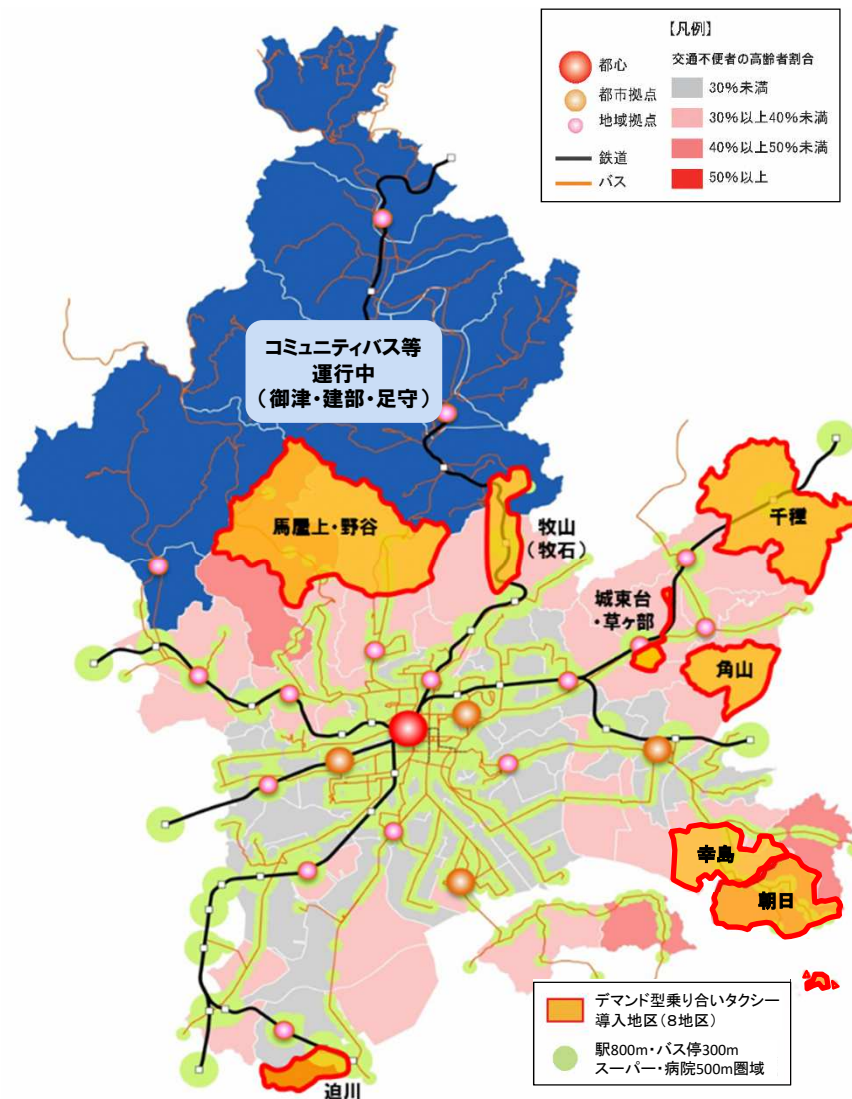 【凡例】
都心
都市拠点
地域拠点
鉄道
バス
交通不便者の高齢者割合
30%未満
30%以上40%未満
40%以上50%未満
50%以上
コミュニティバス等
運行中
（御津・建部・足守）
馬屋上・野谷
牧山
（牧石）
千種
城東台
・草ヶ部
角山
幸島
朝日
迫川
デマンド型乗り合いタクシー
導入地区（８地区）
駅800m・バス停300m
スーパー・病院500m圏域